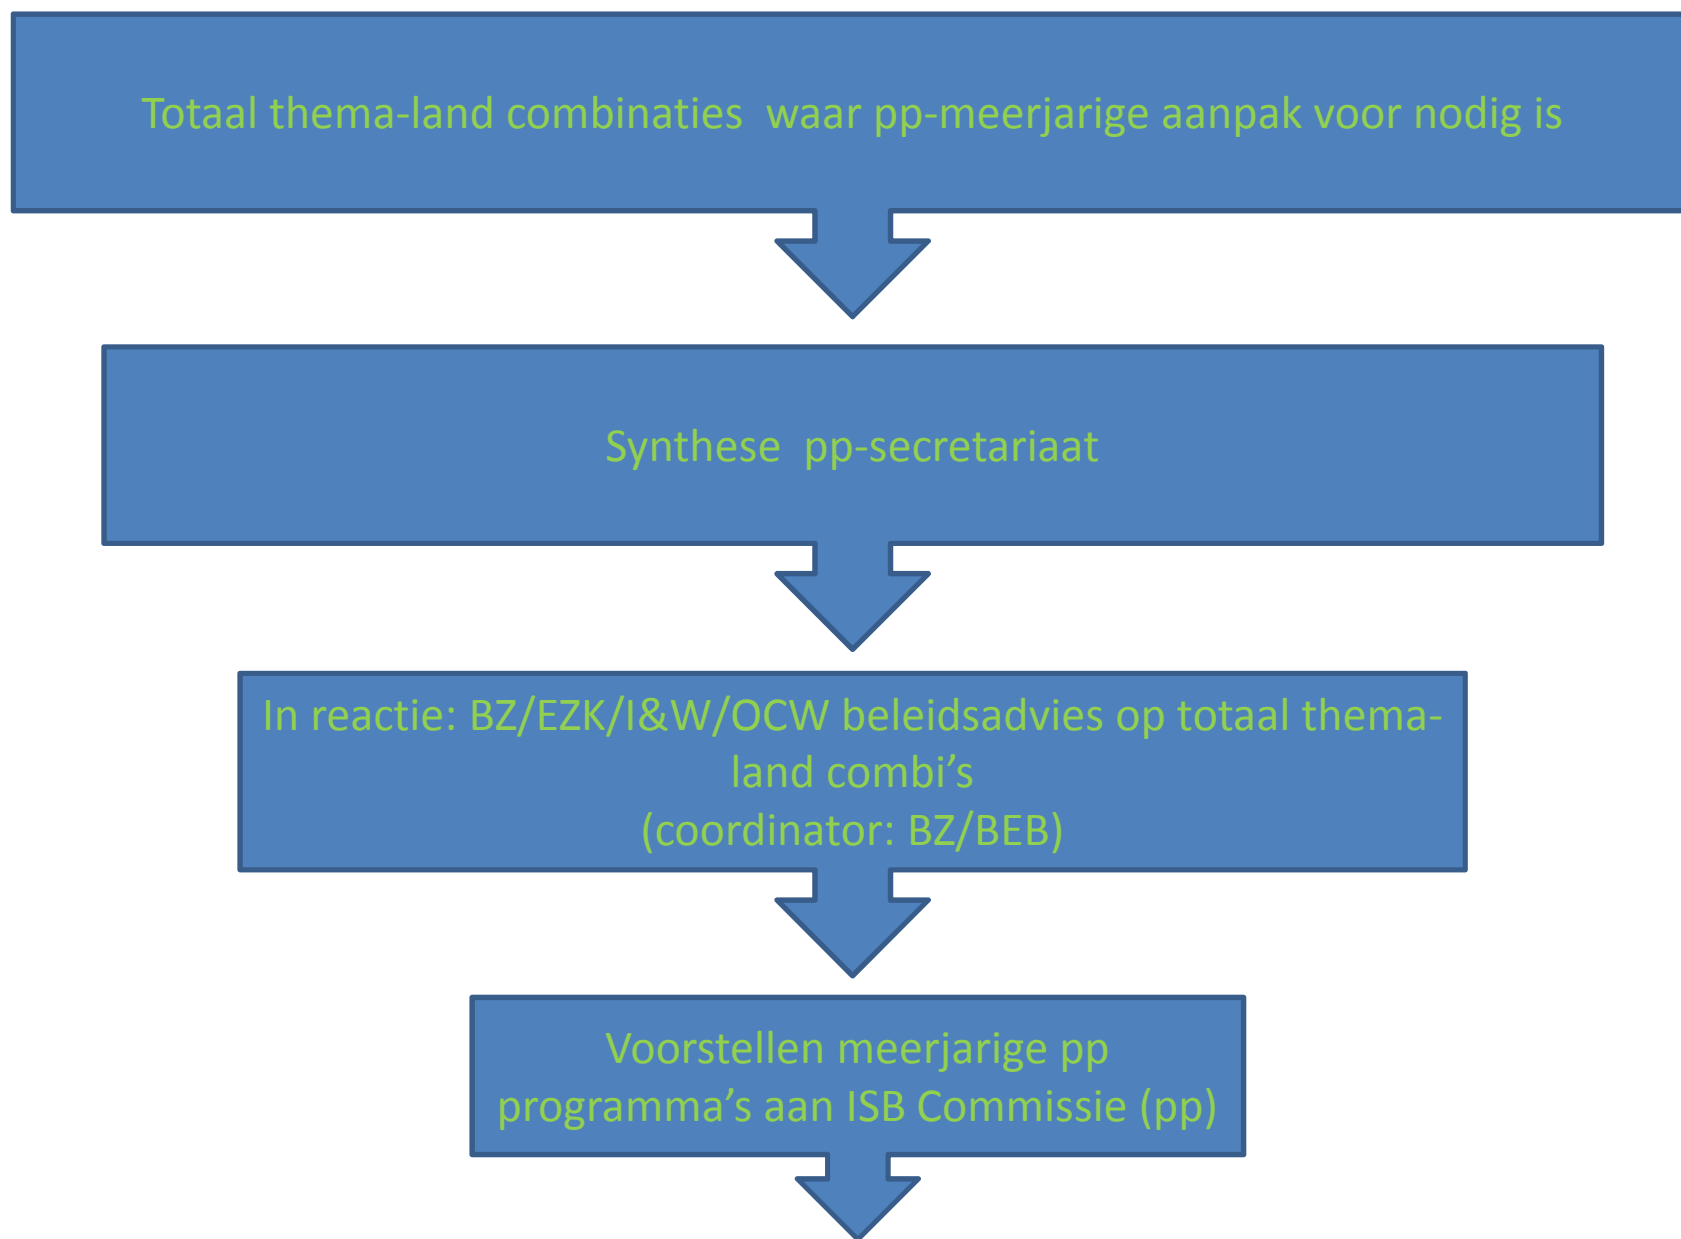 Totaal thema-land combinaties  waar pp-meerjarige aanpak voor nodig is
Synthese  pp-secretariaat
In reactie: BZ/EZK/I&W/OCW beleidsadvies op totaal thema-
land combi’s
(coordinator: BZ/BEB)
Voorstellen meerjarige pp
programma’s aan ISB Commissie (pp)